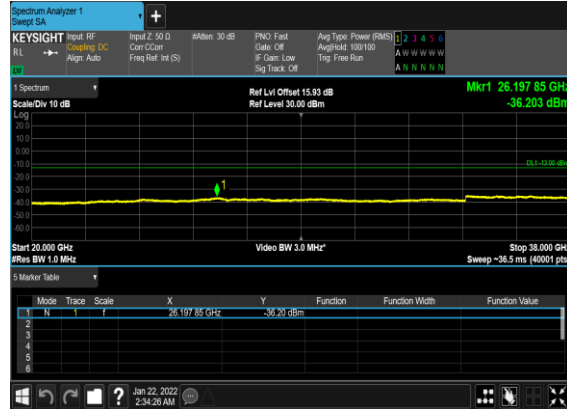 Spectrum Analyzer 1
Swept SA
+
KEYSIGHT Input: RF Input Z: 50 Ω #Atten: 30 dB PNO: Fast Avg Type: Power (RMS) 1 2 3 4 5 6
RL Coupling: DC Corr CCorr Gate: Off Avg|Hold: 100/100 A W W W W W
Align: Auto Freq Ref: Int (S) IF Gain: Low Trig: Free Run
LW Sig Track: Off A N N N N N
1 Spectrum Ref Lvl Offset 15.93 dB Mkr1 26.197 85 GHz
Scale/Div 10 dB Ref Level 30.00 dBm -36.203 dBm
Log
20.0
10.0
0.00
-10.0 DL1 -13.00 dBm
-20.0
-30.0 1
-40.0
-50.0
-60.0
Start 20.000 GHz Video BW 3.0 MHz* Stop 38.000 GHz
#Res BW 1.0 MHz Sweep ~36.5 ms (40001 pts)
5 Marker Table
Mode Trace Scale X Y Function Function Width Function Value
1 N 1 f 26.197 85 GHz -36.20 dBm
2
3
4
5
6
? Jan 22, 2022
2:34:26 AM